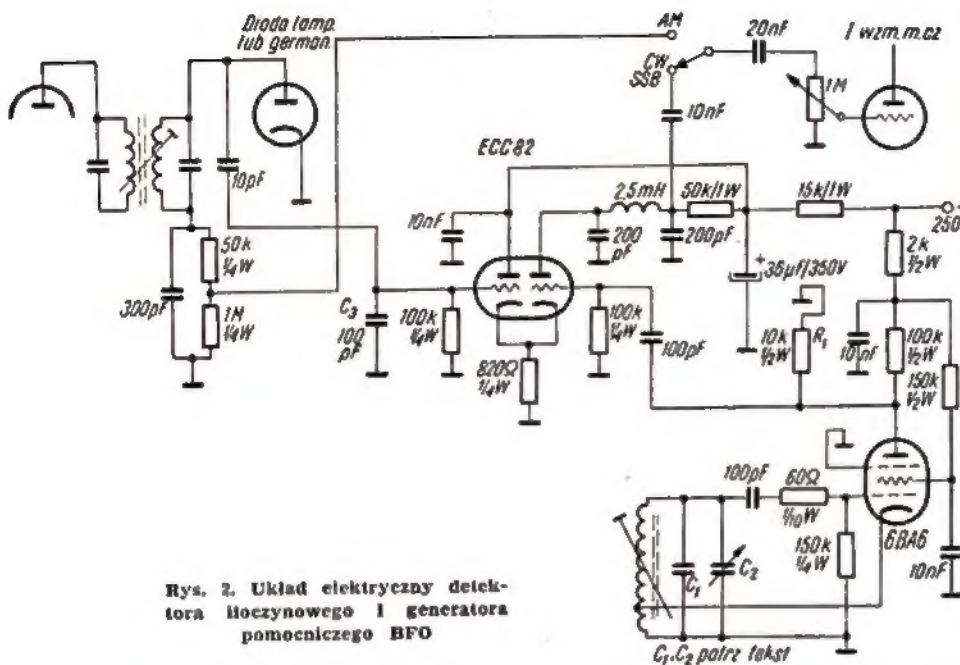 Dioda lamp.
lub german.
AM
CW
SSB
20nF
I wzm. m. cz
1M
10nF
10pF
50k
¼W
300pF
1M
¼W
C₃
100
pF
ECC82
10nF
100k
¼W
820Ω
¼W
200
pF
2,5mH
200pF
50k/1W
15k/1W
250
100k
¼W
100pF
36µf/350V
+
10k
½W
R₁
10nF
2k
½W
100k
½W
150k
½W
100pF
60Ω
1/10W
150k
¼W
6BA6
10nF
C₁
C₂
C₁,C₂ patrz tekst
Rys. 2. Układ elektryczny detek-
tora iloczynowego i generatora
pomocniczego BFO